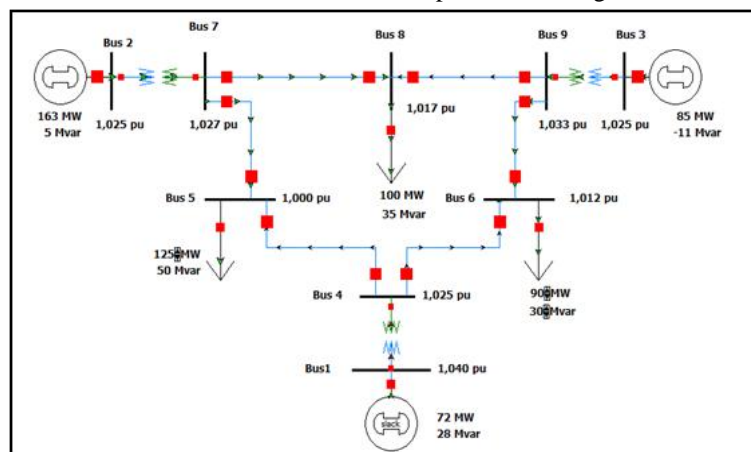 Bus 7
Bus 8
Bus 9
Bus 3
Bus 2
163 MW
5 Mvar
1,025 pu
1,027 pu
1,017 pu
1,033 pu
1,025 pu
85 MW
-11 Mvar
Bus 5
1,000 pu
100 MW
35 Mvar
Bus 6
1,012 pu
125 MW
50 Mvar
90 MW
30 Mvar
Bus 4
1,025 pu
Bus1
1,040 pu
slack
72 MW
28 Mvar